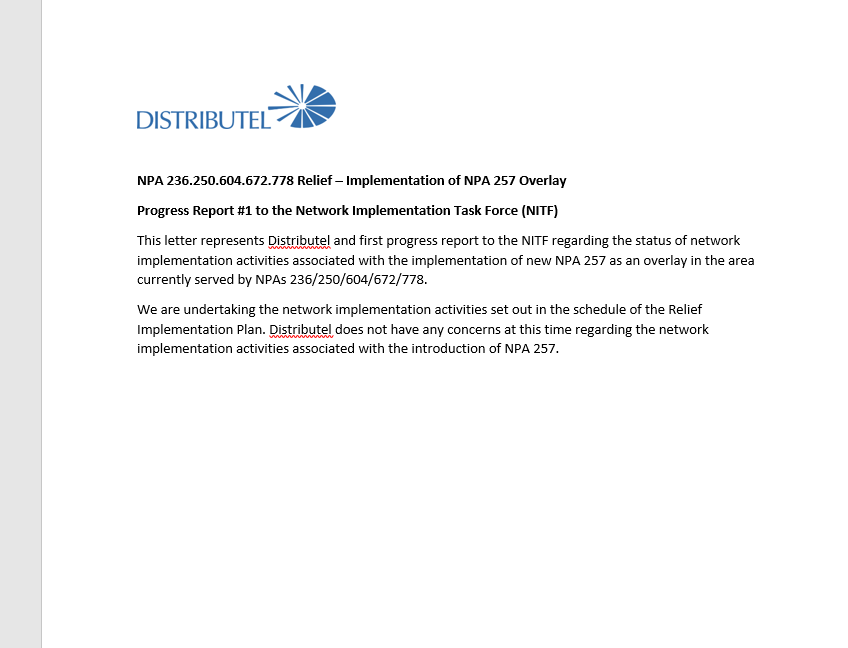 DISTRIBUTEL
NPA 236.250.604.672.778 Relief – Implementation of NPA 257 Overlay
Progress Report #1 to the Network Implementation Task Force (NITF)
This letter represents Distributel and first progress report to the NITF regarding the status of network
implementation activities associated with the implementation of new NPA 257 as an overlay in the area
currently served by NPAs 236/250/604/672/778.
We are undertaking the network implementation activities set out in the schedule of the Relief
Implementation Plan. Distributel does not have any concerns at this time regarding the network
implementation activities associated with the introduction of NPA 257.